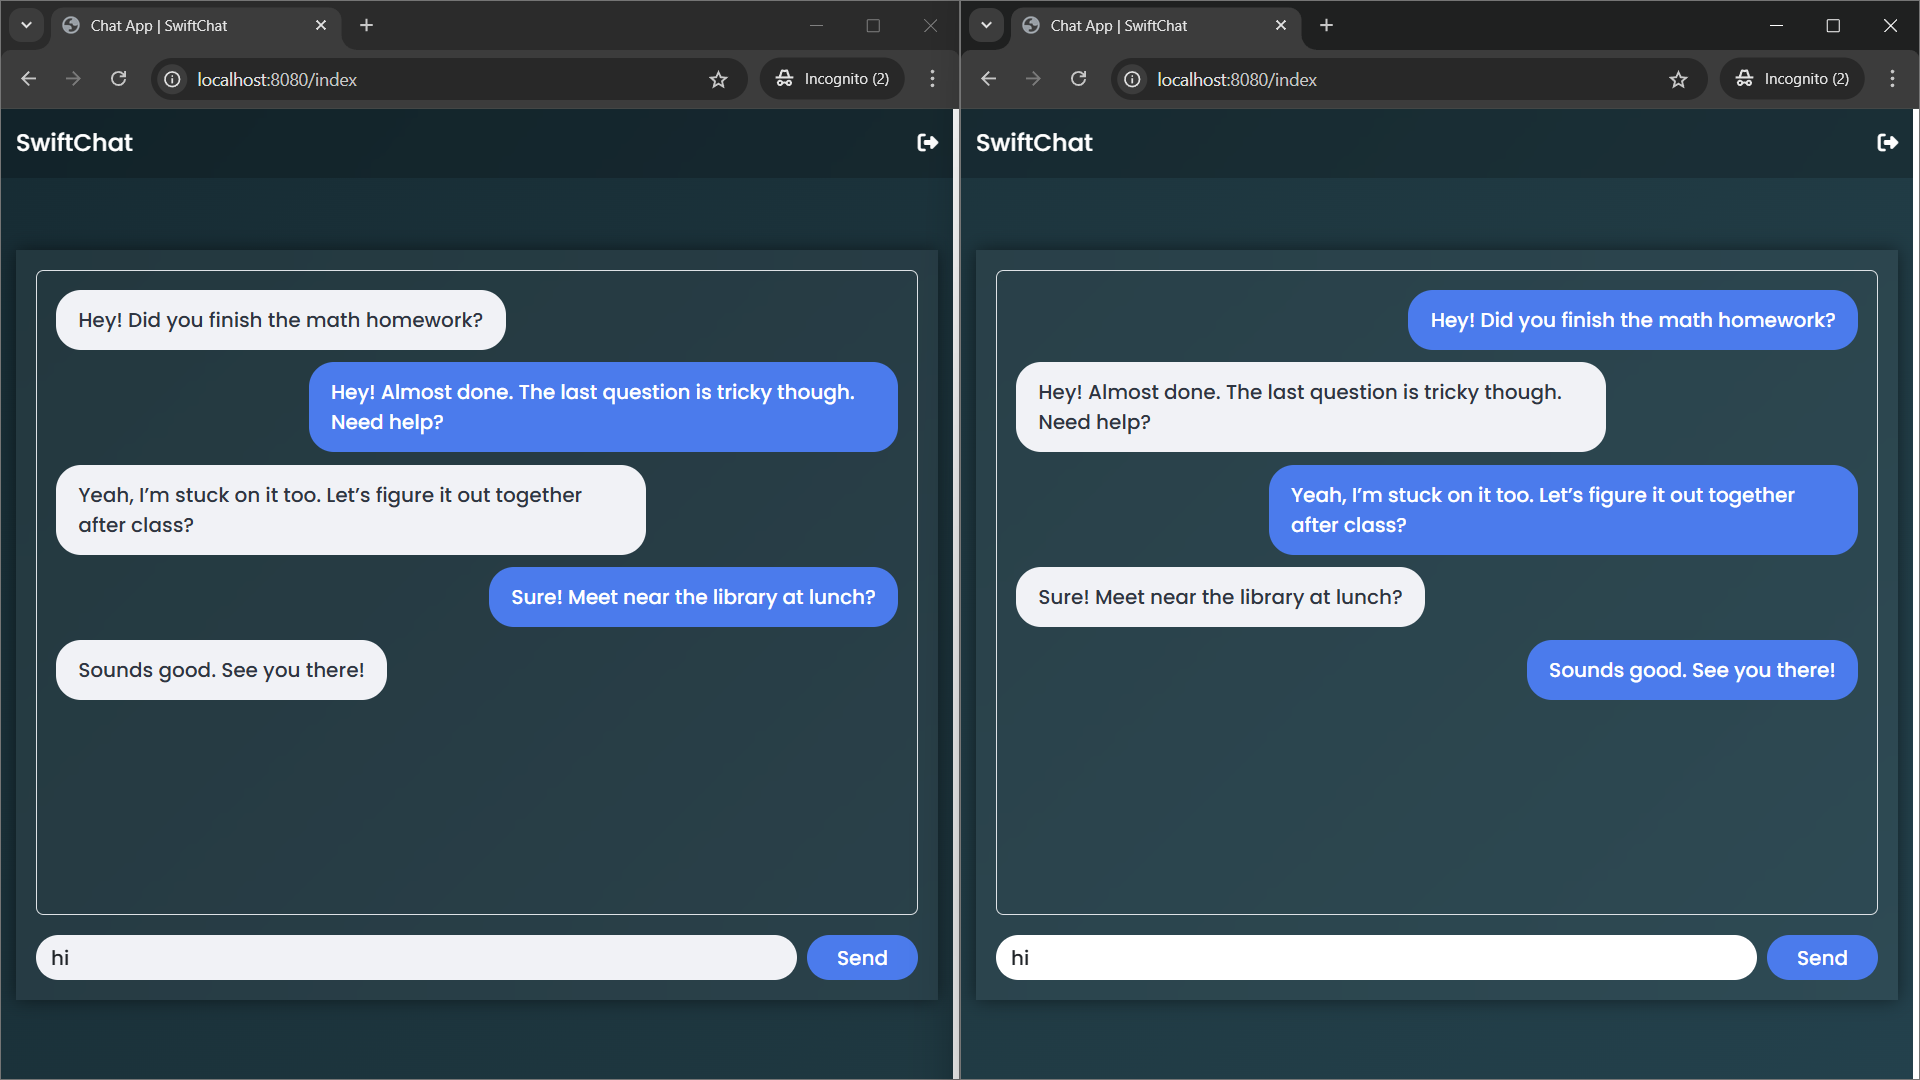 Chat App | SwiftChat
localhost:8080/index
Incognito (2)
SwiftChat
Hey! Did you finish the math homework?
Hey! Almost done. The last question is tricky though.
Need help?
Yeah, I’m stuck on it too. Let’s figure it out together
after class?
Sure! Meet near the library at lunch?
Sounds good. See you there!
hi
Send
Chat App | SwiftChat
localhost:8080/index
Incognito (2)
SwiftChat
Hey! Did you finish the math homework?
Hey! Almost done. The last question is tricky though.
Need help?
Yeah, I’m stuck on it too. Let’s figure it out together
after class?
Sure! Meet near the library at lunch?
Sounds good. See you there!
hi
Send